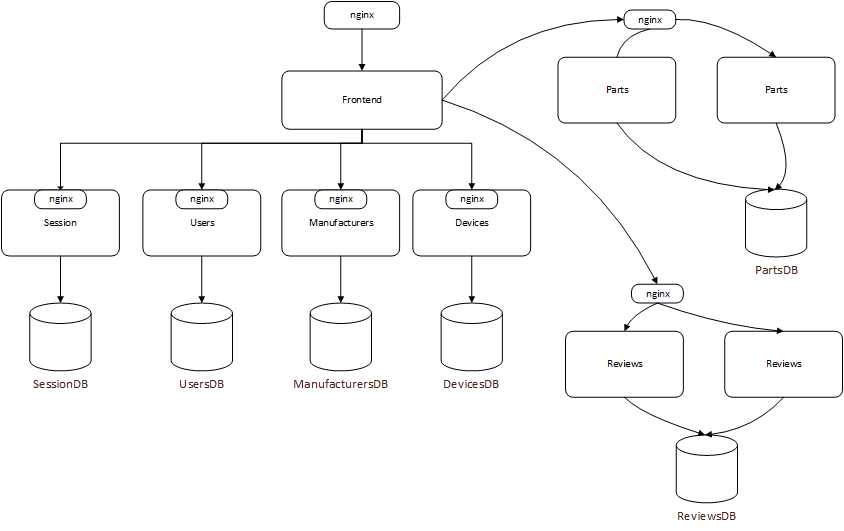 nginx
nginx
Frontend
Parts
Parts
nginx
nginx
nginx
nginx
Session
Users
Manufacturers
Devices
PartsDB
nginx
Reviews
Reviews
SessionDB
UsersDB
ManufacturersDB
DevicesDB
ReviewsDB